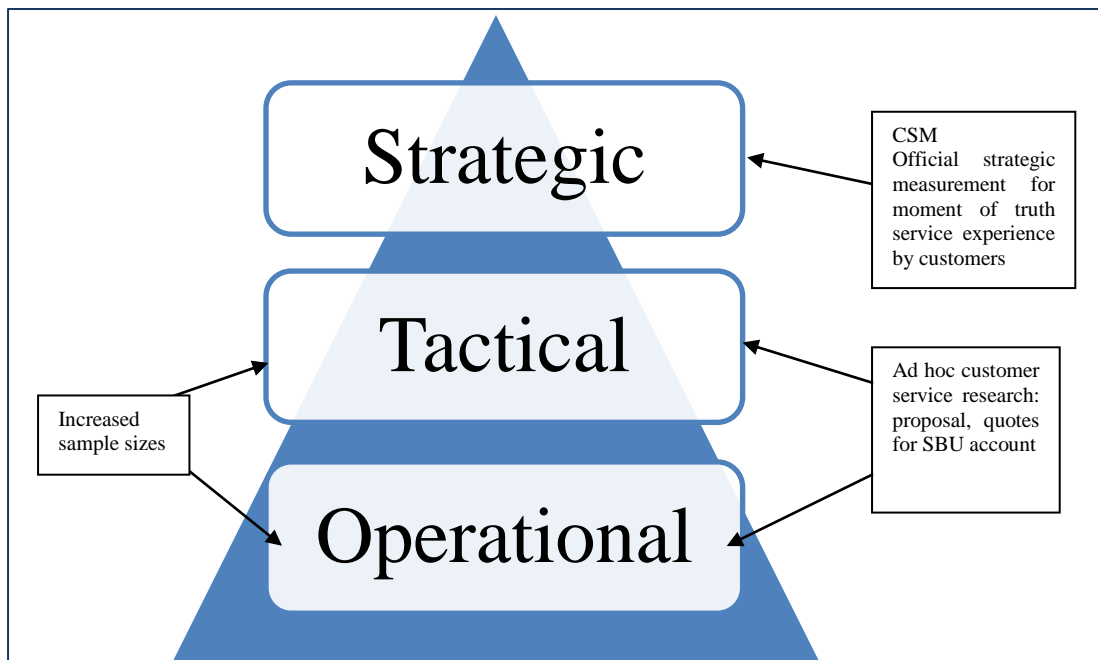 Strategic
CSM
Official strategic
measurement for
moment of truth
service experience
by customers
Tactical
Ad hoc customer
service research:
proposal, quotes
for SBU account
Increased
sample sizes
Operational